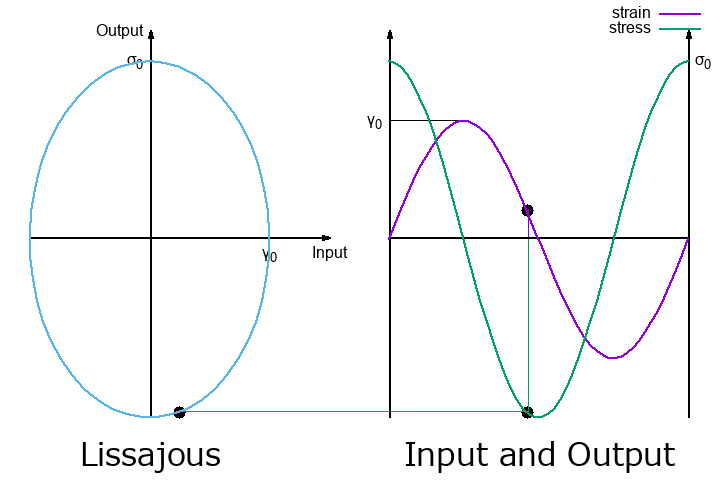 Output
σ0
γ0
Input
Lissajous
strain
stress
σ0
γ0
Input and Output